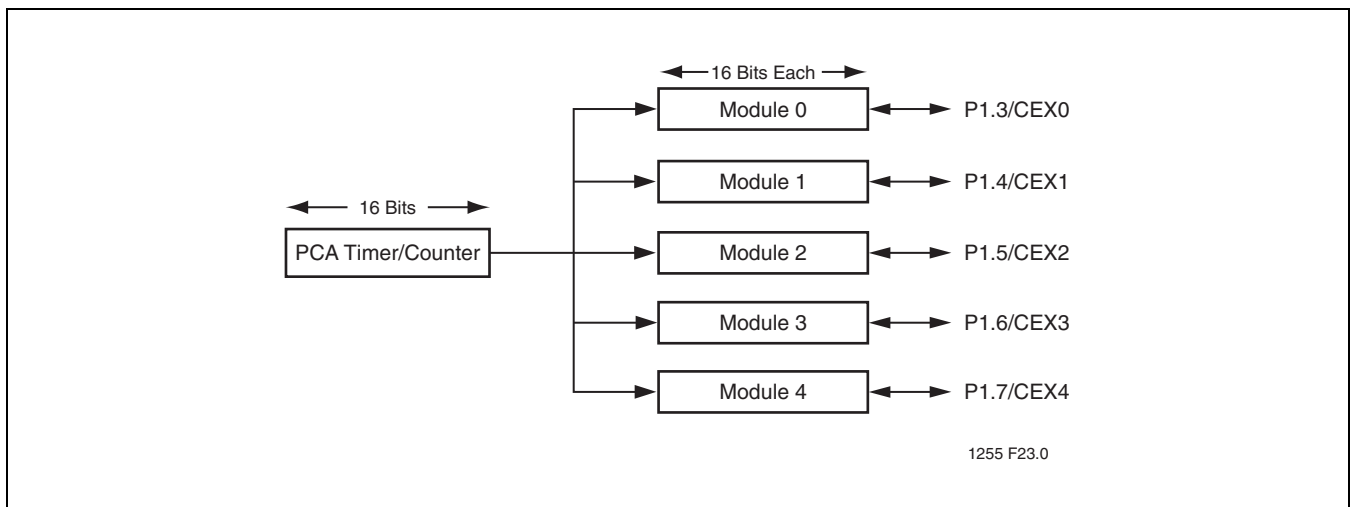 16 Bits Each
Module 0
P1.3/CEX0
Module 1
P1.4/CEX1
16 Bits
PCA Timer/Counter
Module 2
P1.5/CEX2
Module 3
P1.6/CEX3
Module 4
P1.7/CEX4
1255 F23.0